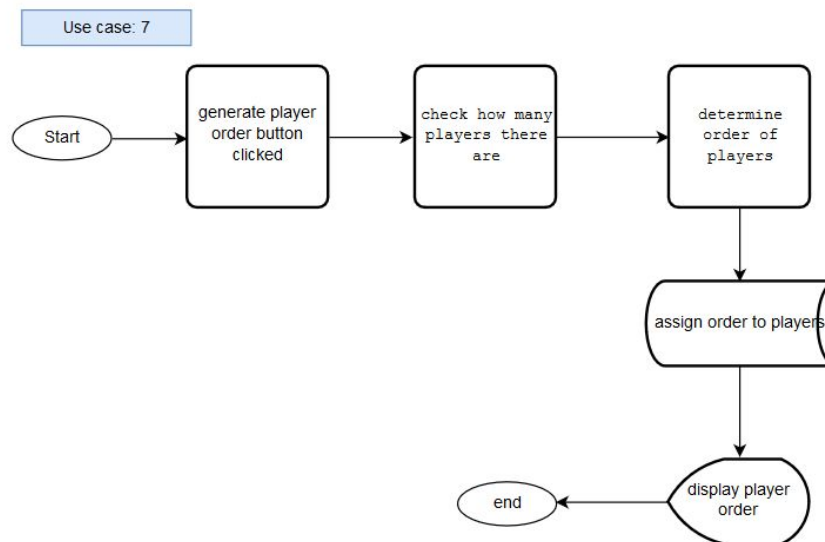 Use case: 7
Start
generate player
order button
clicked
check how many
players there
are
determine
order of
players
assign order to players
display player
order
end